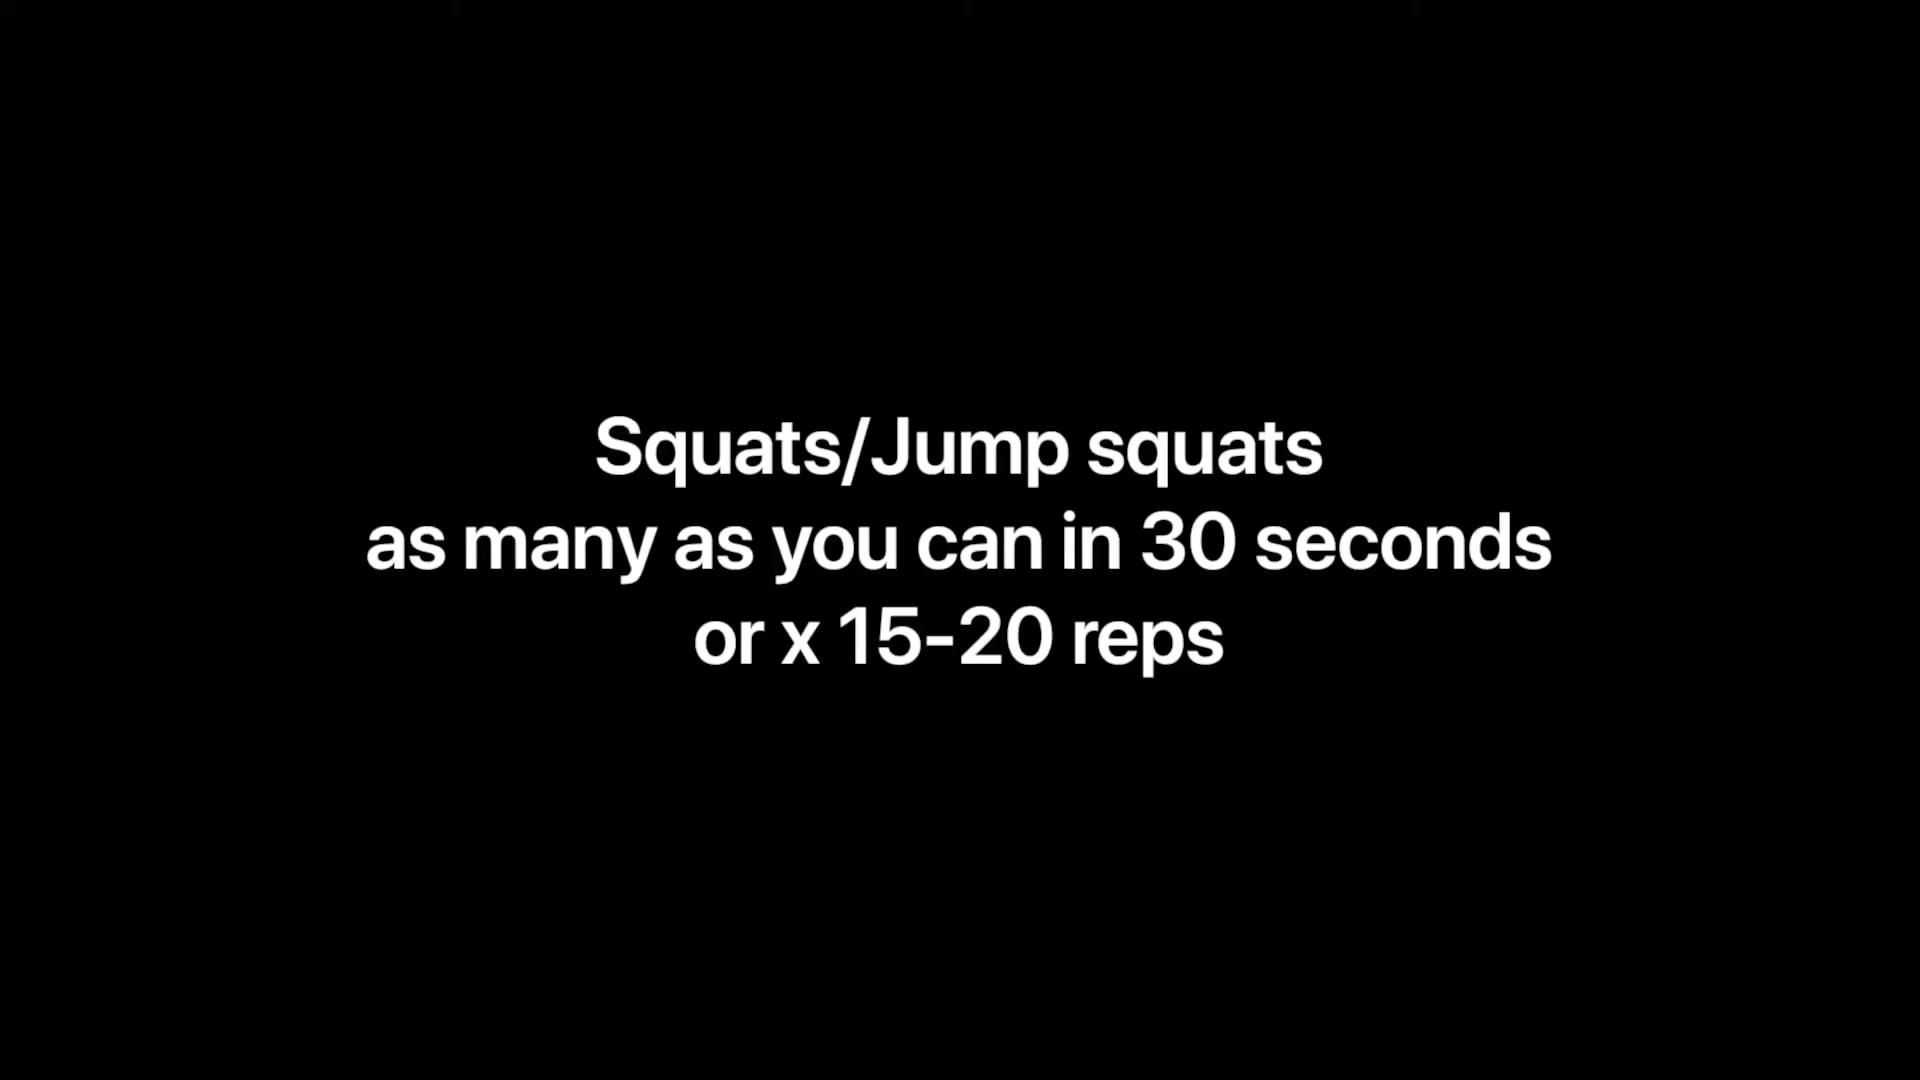 Squats/Jump squats
as many as you can in 30 seconds
or x 15-20 reps